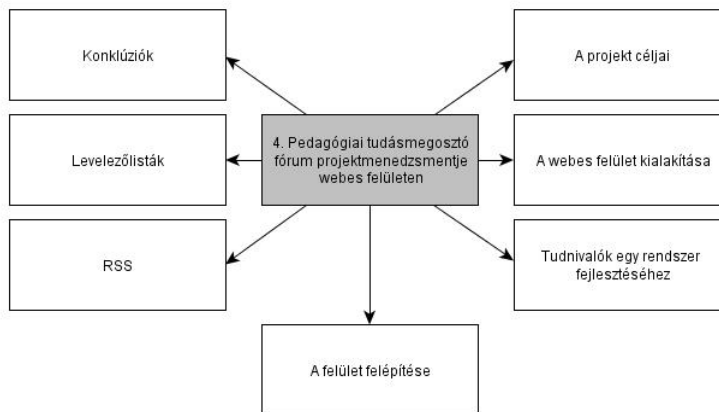 Konklúziók
A projekt céljai
4. Pedagógiai tudásmegosztó
fórum projektmenedzsmentje
webes felületen
Levelezőlisták
A webes felület kialakítása
RSS
Tudnivalók egy rendszer
fejlesztéséhez
A felület felépítése